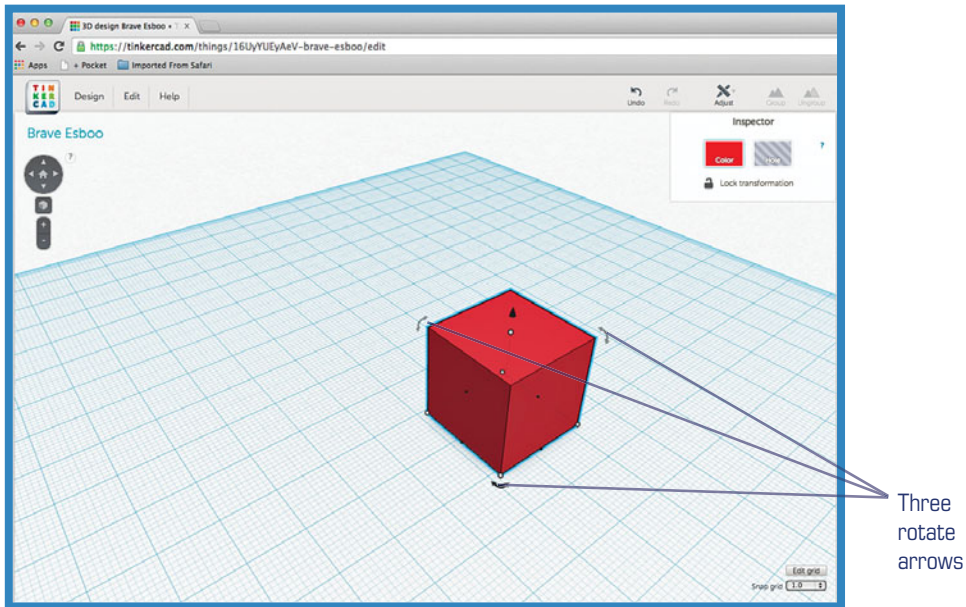 3D design Brave Esboo • T
https://tinkercad.com/things/16UyYUEyAeV-brave-esboo/edit
Apps + Pocket Imported From Safari
TIN
KER
CAD
Design Edit Help
Undo Redo Adjust Group Ungroup
Brave Esboo
?
Inspector
?
Color Hole
Lock transformation
+
-
Three
rotate
arrows
Edit grid
Snap grid 1.0